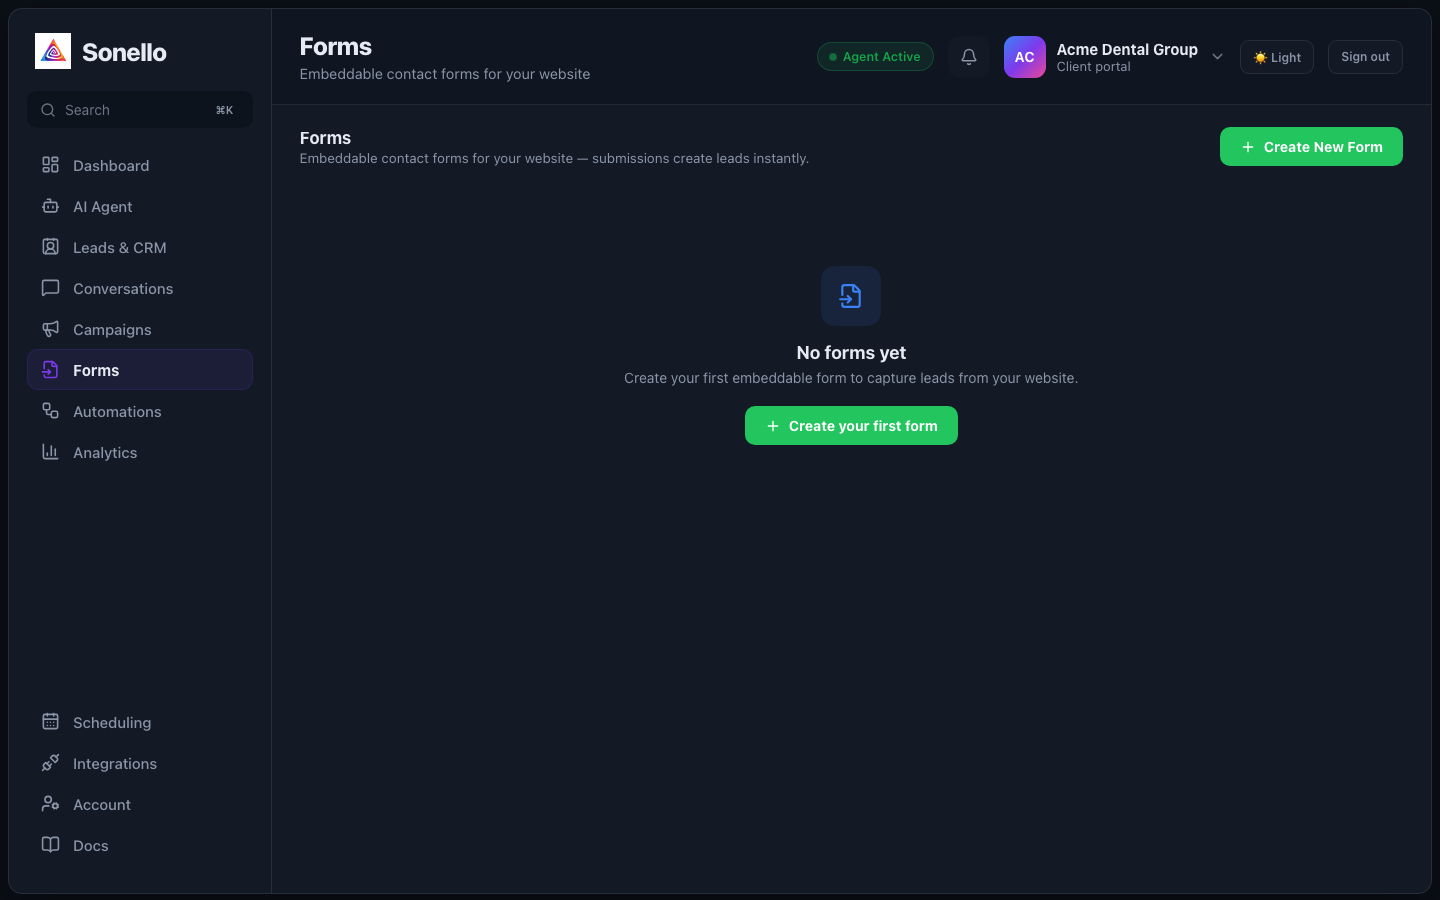 Sonello
Search ⌘K
Dashboard
AI Agent
Leads & CRM
Conversations
Campaigns
Forms
Automations
Analytics
Scheduling
Integrations
Account
Docs
Forms
Embeddable contact forms for your website
Agent Active
AC
Acme Dental Group
Client portal
Light
Sign out
Forms
Embeddable contact forms for your website — submissions create leads instantly.
+ Create New Form
No forms yet
Create your first embeddable form to capture leads from your website.
+ Create your first form